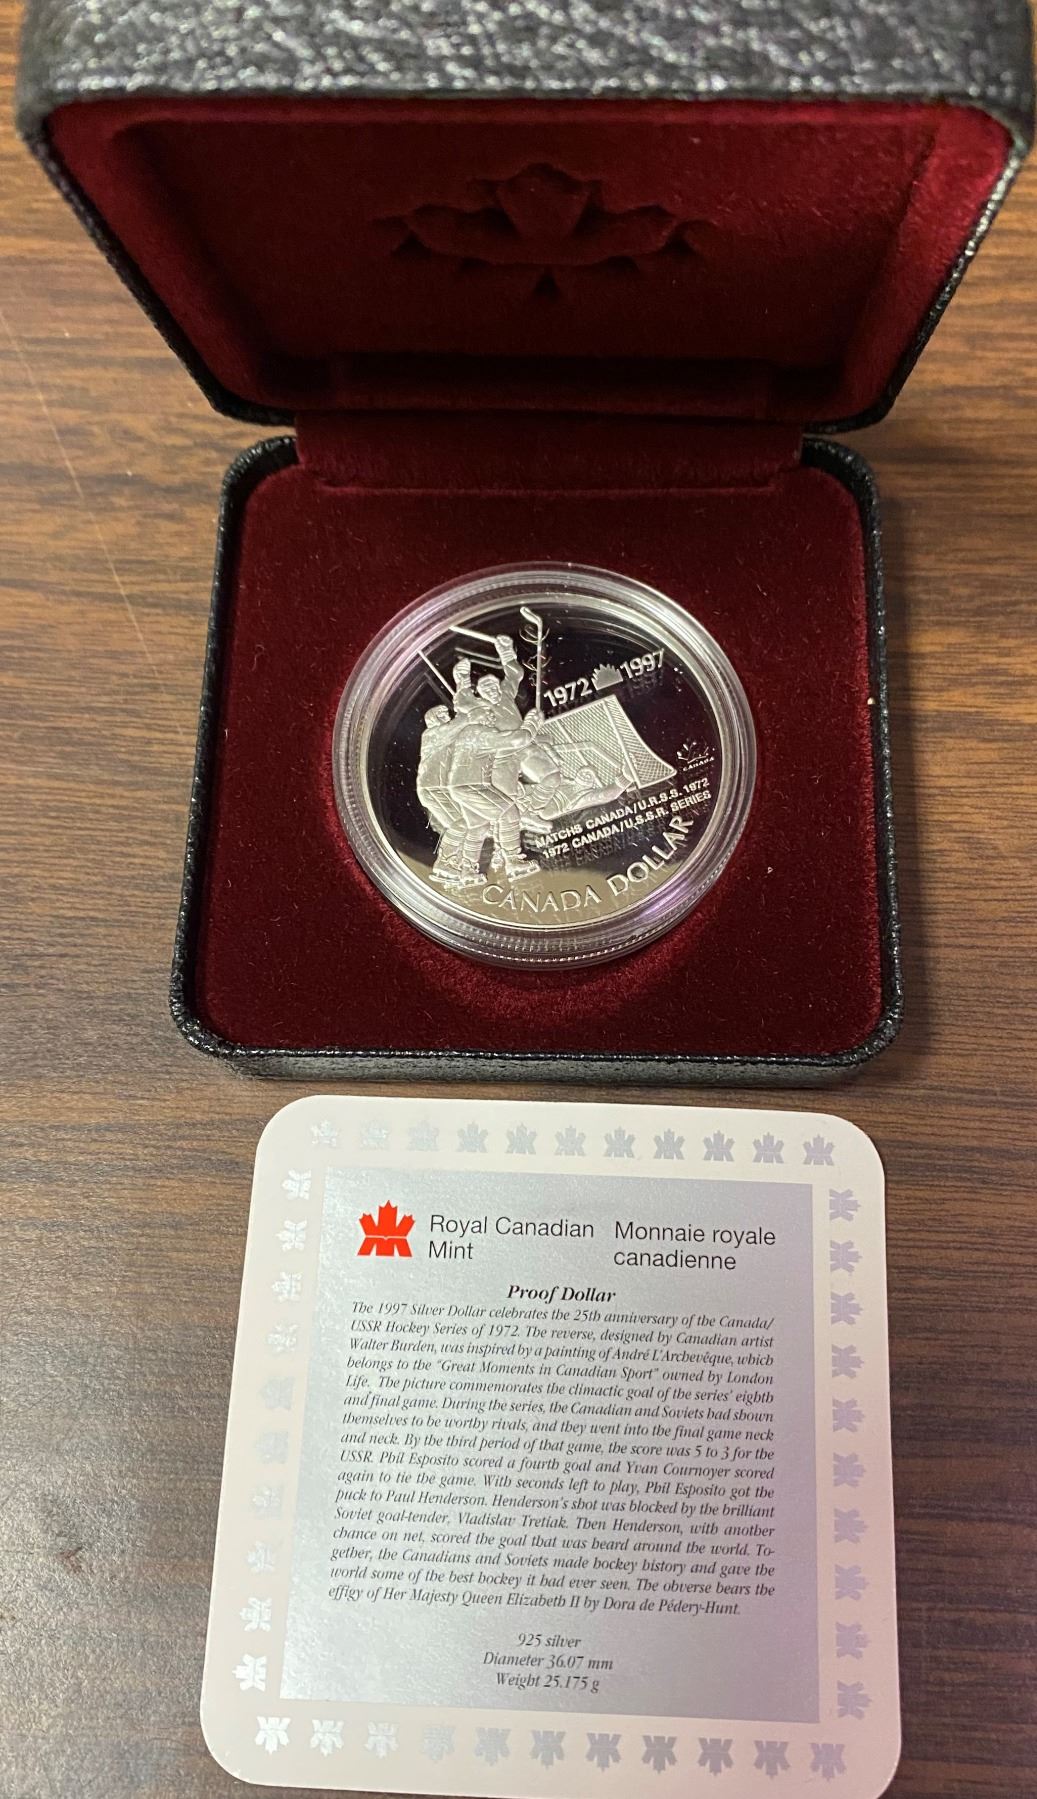 1972 1997
CANADA
MATCHS CANADA/U.R.S.S. 1972
1972 CANADA/U.S.S.R. SERIES
CANADA DOLLAR
Royal Canadian Mint
Monnaie royale canadienne
Proof Dollar
The 1997 Silver Dollar celebrates the 25th anniversary of the Canada/
USSR Hockey Series of 1972. The reverse, designed by Canadian artist
Walter Burden, was inspired by a painting of André L'Archevêque, which
belongs to the "Great Moments in Canadian Sport" owned by London
Life. The picture commemorates the climactic goal of the series' eighth
and final game. During the series, the Canadian and Soviets had shown
themselves to be worthy rivals, and they went into the final game neck
and neck. By the third period of that game, the score was 5 to 3 for the
USSR. Phil Esposito scored a fourth goal and Yvan Cournoyer scored
again to tie the game. With seconds left to play, Phil Esposito got the
puck to Paul Henderson. Henderson's shot was blocked by the brilliant
Soviet goal-tender, Vladislav Tretiak. Then Henderson, with another
chance on net, scored the goal that was heard around the world. To-
gether, the Canadians and Soviets made hockey history and gave the
world some of the best hockey it had ever seen. The obverse bears the
effigy of Her Majesty Queen Elizabeth II by Dora de Pédery-Hunt.
925 silver
Diameter 36.07 mm
Weight 25.175 g